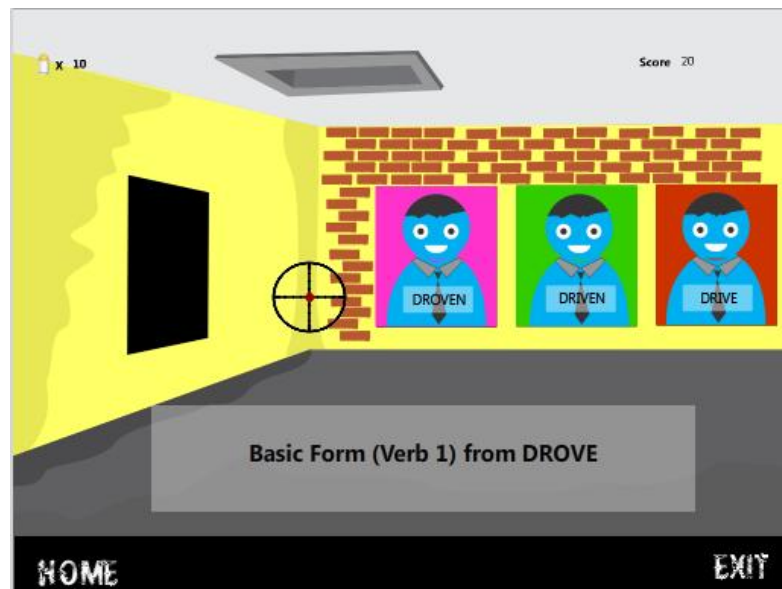 x 10
Score 20
DROVEN
DRIVEN
DRIVE
Basic Form (Verb 1) from DROVE
HOME
EXIT